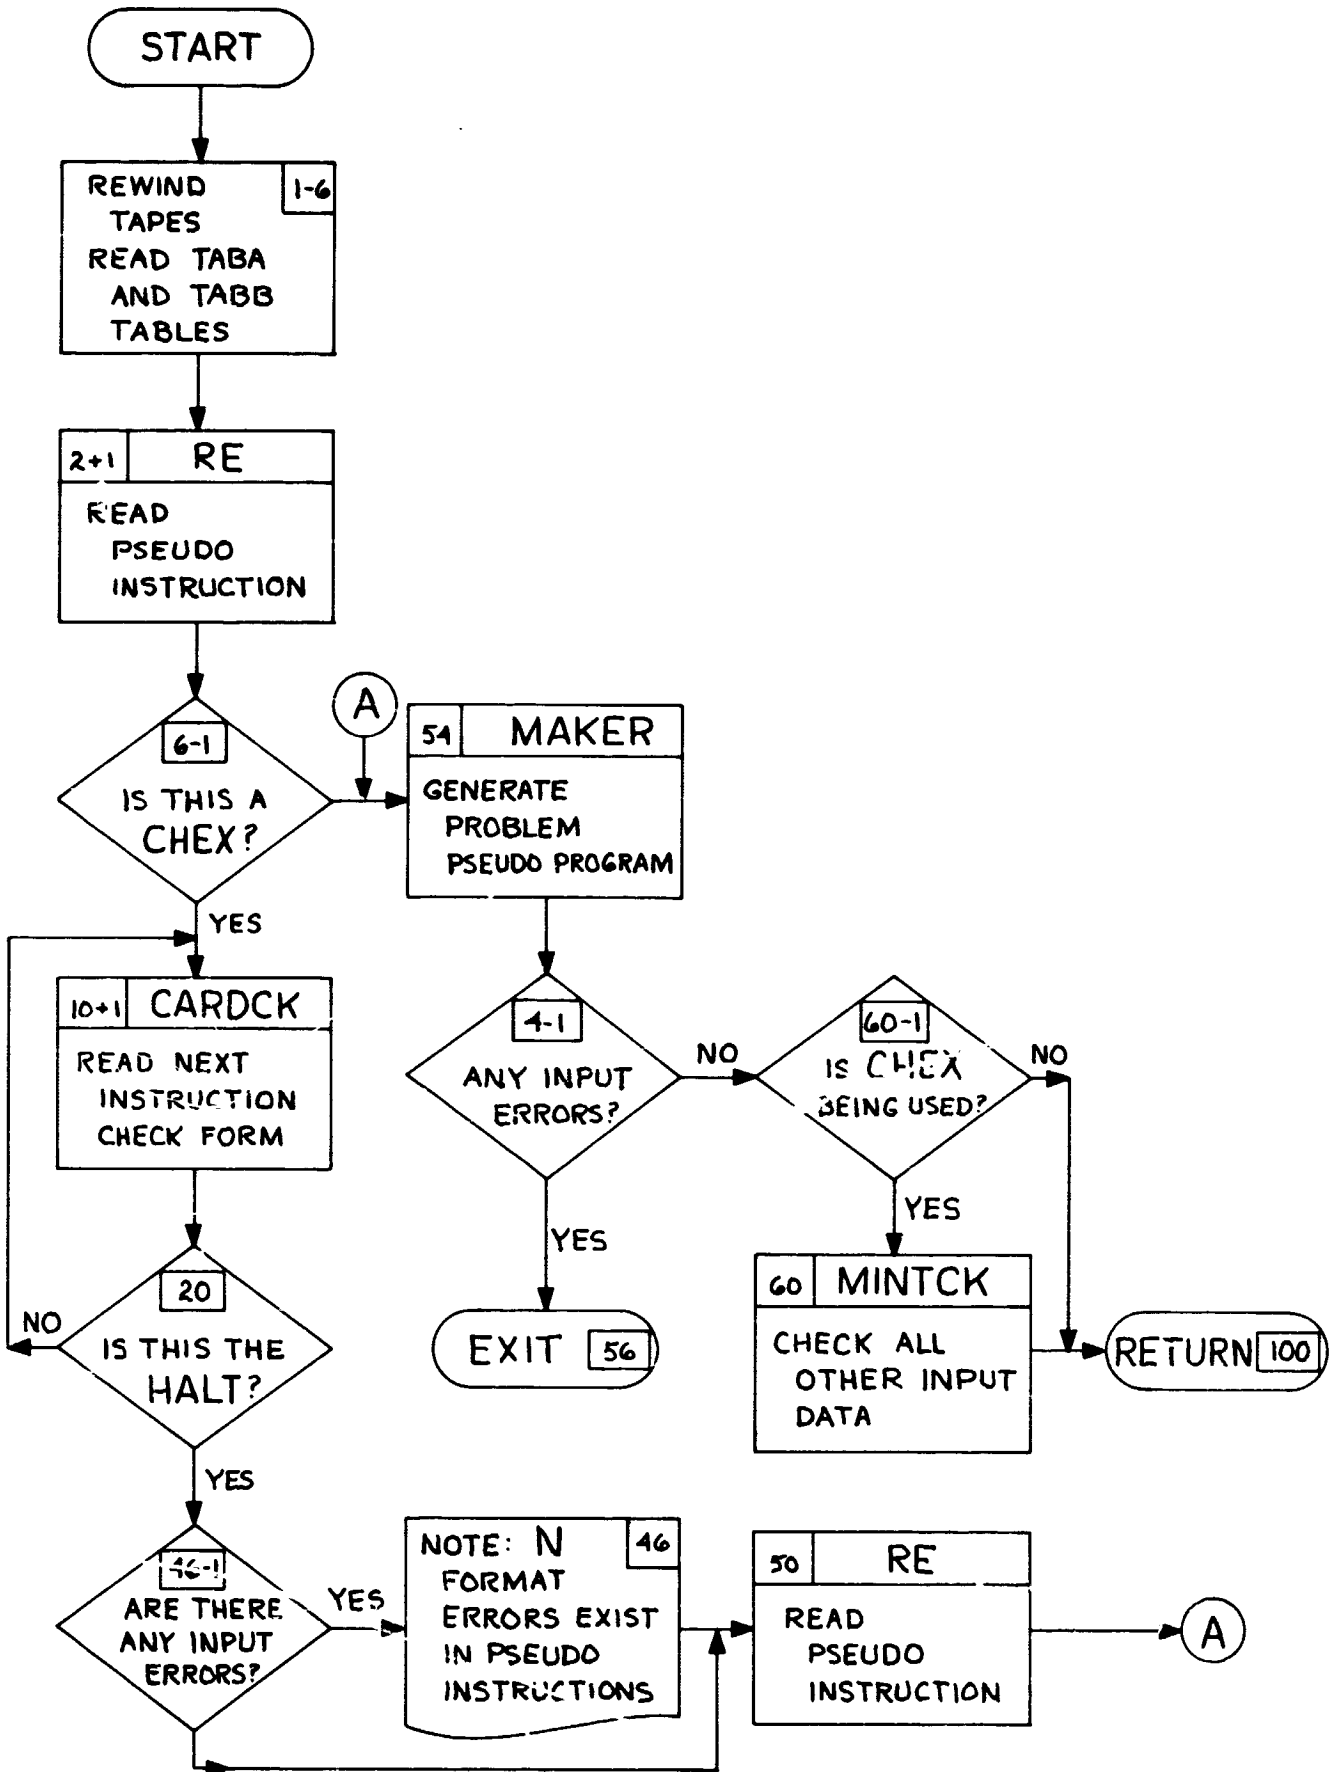 START
REWIND 1-6
TAPES
READ TABA
AND TABB
TABLES
2+1 RE
READ
PSEUDO
INSTRUCTION
6-1
IS THIS A
CHEX?
YES
A
54 MAKER
GENERATE
PROBLEM
PSEUDO PROGRAM
10+1 CARDCK
READ NEXT
INSTRUCTION
CHECK FORM
4-1
ANY INPUT
ERRORS?
NO
YES
60-1
IS CHEX
BEING USED?
NO
YES
20
IS THIS THE
HALT?
NO
YES
EXIT 56
60 MINTCK
CHECK ALL
OTHER INPUT
DATA
RETURN 100
46-1
ARE THERE
ANY INPUT
ERRORS?
YES
NOTE: N 46
FORMAT
ERRORS EXIST
IN PSEUDO
INSTRUCTIONS
50 RE
READ
PSEUDO
INSTRUCTION
A